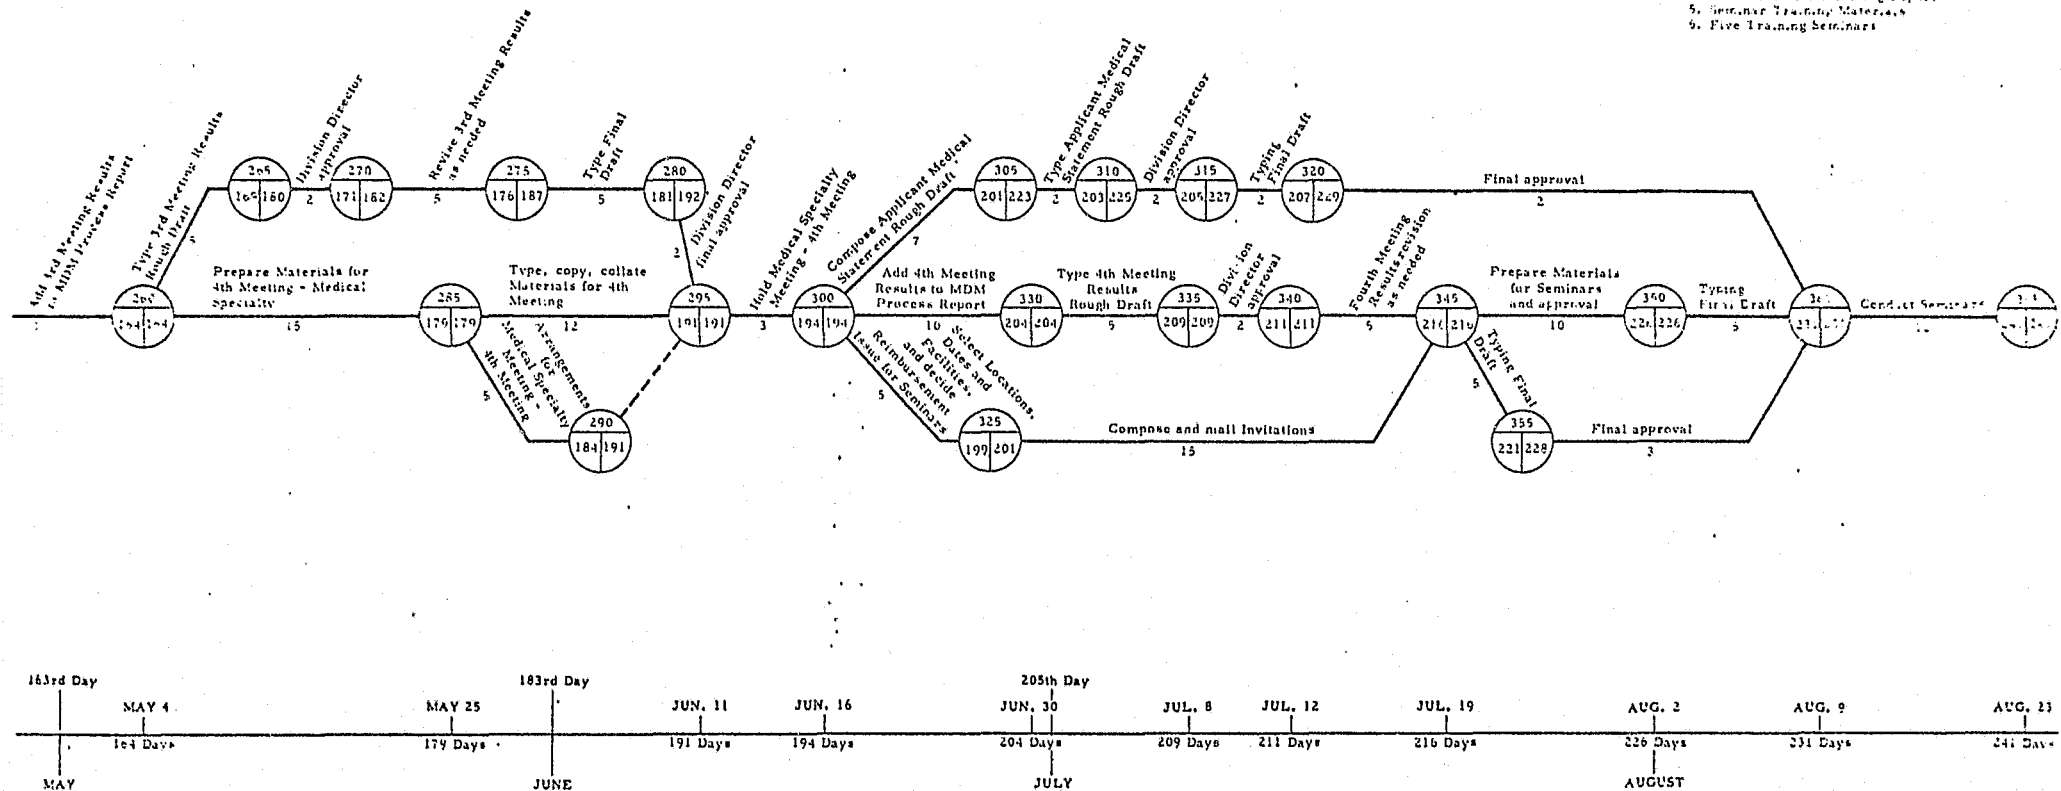 5. Seminar Training Materials
6. Five Training Seminars
Add 3rd Meeting Results
to MDM Process Report
Type 3rd Meeting Results
Rough Draft
265
180
Division Director
approval
2
270
171 182
Revise 3rd Meeting Results
as needed
5
275
176 187
Type Final
Draft
5
280
181 192
Division Director
final approval
2
Prepare Materials for
4th Meeting - Medical
Specialty
15
285
179 179
Type, copy, collate
Materials for 4th
Meeting
12
Arrangements
for
Medical Specialty
Meeting -
4th Meeting
5
290
184 191
295
191 191
Hold Medical Specialty
Meeting - 4th Meeting
3
300
194 194
Compose Applicant Medical
Statement Rough Draft
7
305
201 223
Type Applicant Medical
Statement Rough Draft
2
310
203 225
Division Director
approval
2
315
205 227
Typing
Final Draft
2
320
207 229
Final approval
2
Add 4th Meeting
Results to MDM
Process Report
10
330
204 204
Type 4th Meeting
Results
Rough Draft
5
335
209 209
Division
Director
approval
2
340
211 211
Fourth Meeting
Results revision
as needed
5
345
216 216
Prepare Materials
for Seminars
and approval
10
350
226 226
Typing
Final Draft
5
Conduct Seminars
Select Locations,
Dates and
Facilities,
and decide
Reimbursement
Issue for Seminars
5
325
199 201
Compose and mail Invitations
15
Typing Final
Draft
5
355
221 228
Final approval
3
163rd Day
183rd Day
205th Day
MAY 4
MAY 25
JUN. 11
JUN. 16
JUN. 30
JUL. 8
JUL. 12
JUL. 19
AUG. 2
AUG. 9
AUG. 23
164 Days
179 Days
191 Days
194 Days
204 Days
209 Days
211 Days
216 Days
226 Days
231 Days
241 Days
MAY
JUNE
JULY
AUGUST